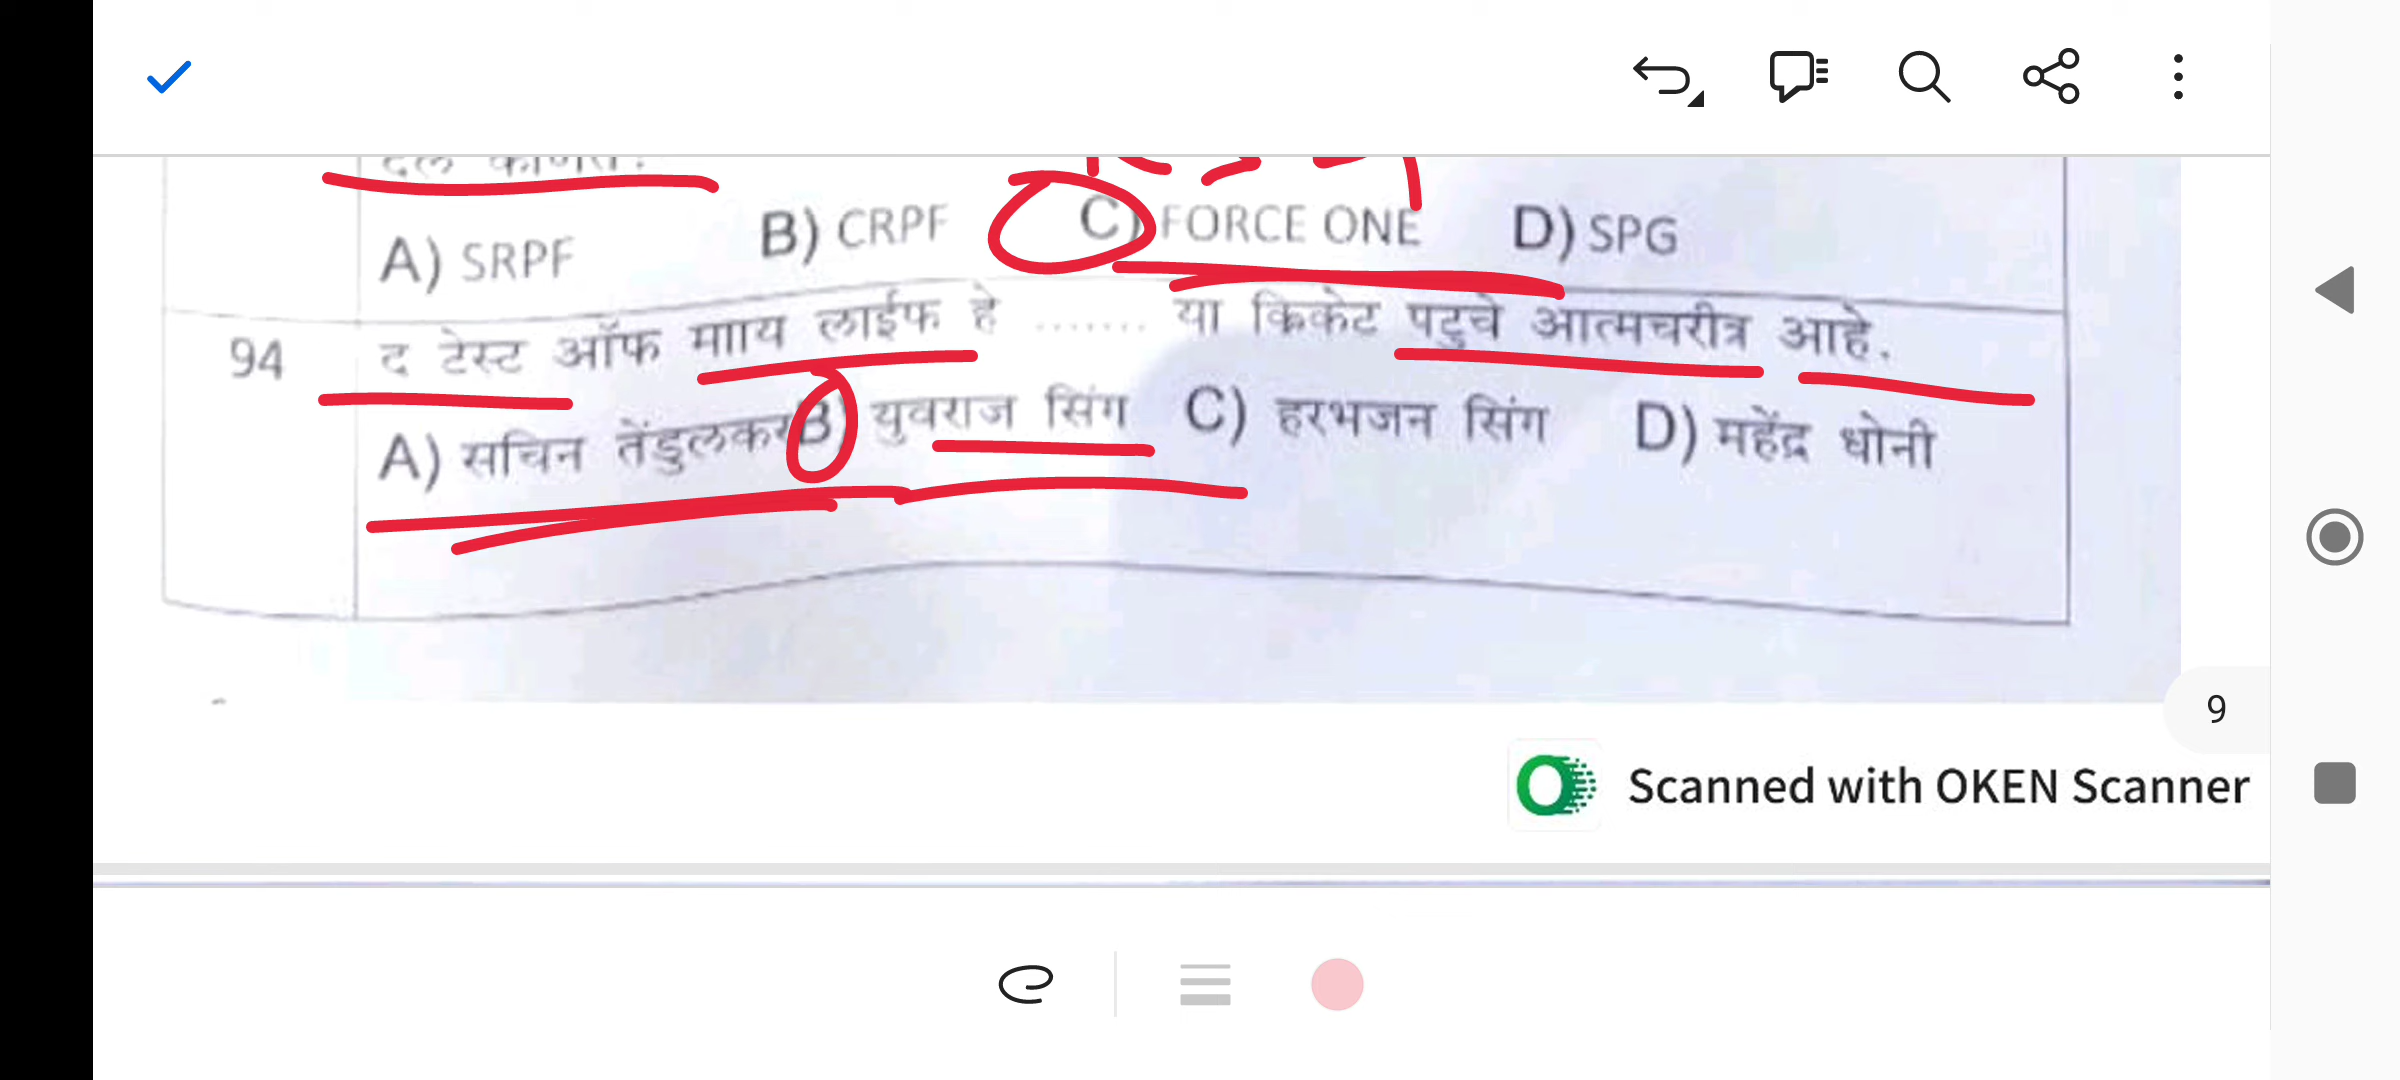 A) SRPF B) CRPF C) FORCE ONE D) SPG
94 द टेस्ट ऑफ माााय लाईफ हे ....... या क्रिकेट पटुचे आत्मचरीत्र आहे.
A) सचिन तेंडुलकर B) युवराज सिंग C) हरभजन सिंग D) महेंद्र धोनी
9
Scanned with OKEN Scanner